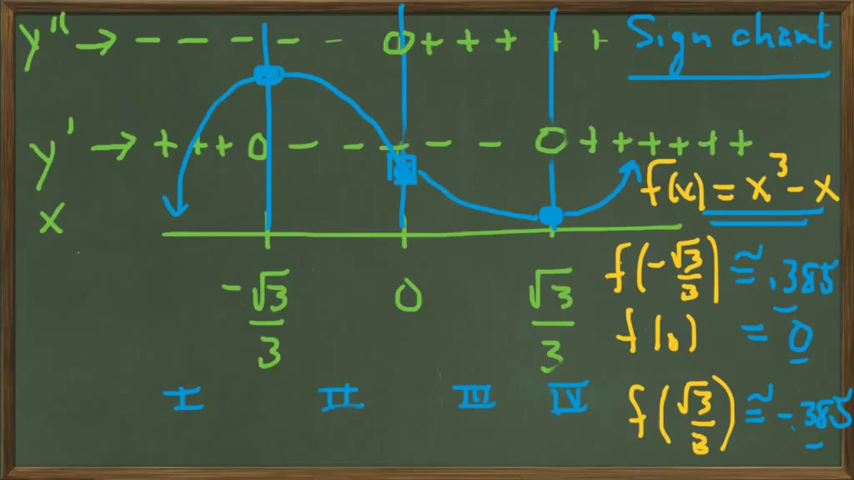 y'' → - - - - - - 0 + + + + + Sign chart
y' → + + + 0 - - - - - - 0 + + + + + +
f(x) = x³ - x
x
-√3/3 0 √3/3
f(-√3/3) ≅ .385
f(0) = 0
I II III IV
f(√3/3) ≅ -.385